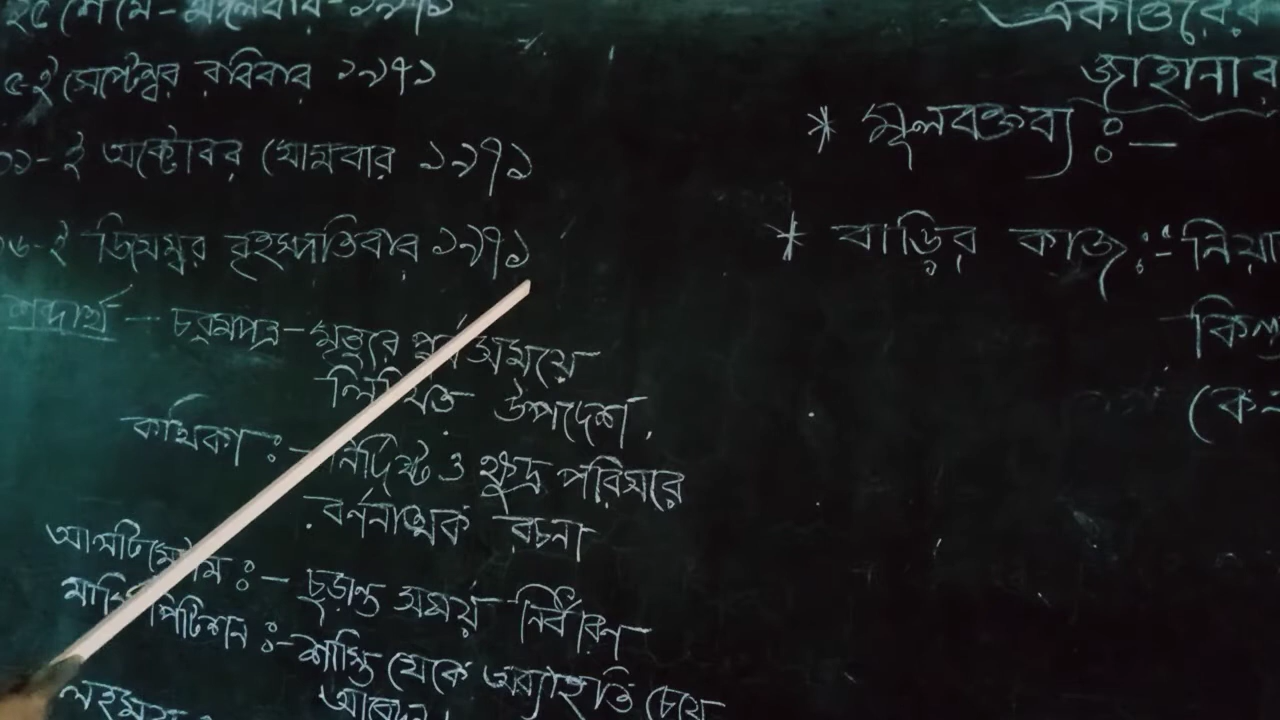 ২৫ শে মে - মঙ্গলবার - ১৯৭১
৫-ই সেপ্টেম্বর রবিবার ১৯৭১
১১-ই অক্টোবর সোমবার ১৯৭১
১৬-ই ডিসেম্বর বৃহস্পতিবার ১৯৭১
শব্দার্থ - চরমপত্র - মৃত্যুর পূর্ব সময়ে
লিখিত উপদেশ.
কথিকা :- নির্দিষ্ট ও ক্ষুদ্র পরিসরে
বর্ণনাত্মক রচনা
আলটিমেটাম :- চূড়ান্ত সময় নির্ধারণ
মার্সি পিটিশন :- শাস্তি থেকে অব্যাহতি চেয়ে
আবেদন।
একাত্তরের
জাহানার
* মূলবক্তব্য :-
* বাড়ির কাজ :-